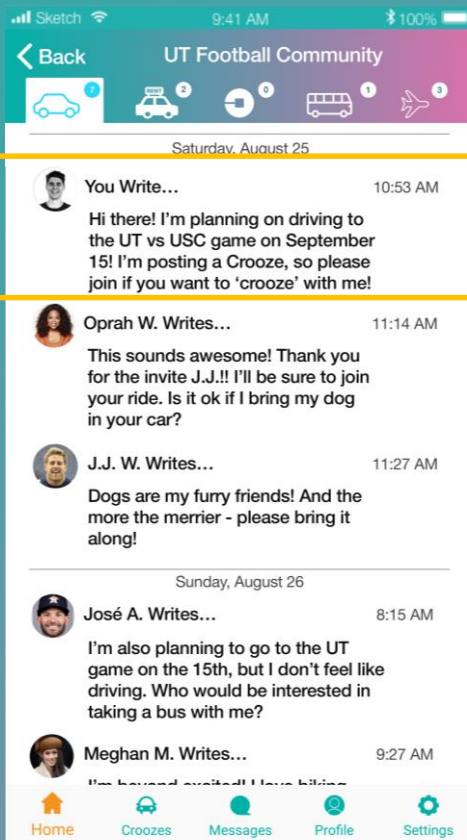 Sketch 9:41 AM 100%
Back UT Football Community
7 2 0 1 3
Saturday, August 25
You Write... 10:53 AM
Hi there! I'm planning on driving to
the UT vs USC game on September
15! I'm posting a Crooze, so please
join if you want to ‘crooze’ with me!
Oprah W. Writes... 11:14 AM
This sounds awesome! Thank you
for the invite J.J.!! I'll be sure to join
your ride. Is it ok if I bring my dog
in your car?
J.J. W. Writes... 11:27 AM
Dogs are my furry friends! And the
more the merrier - please bring it
along!
Sunday, August 26
José A. Writes... 8:15 AM
I'm also planning to go to the UT
game on the 15th, but I don't feel like
driving. Who would be interested in
taking a bus with me?
Meghan M. Writes... 9:27 AM
I'm beyond excited! I love biking
Home Croozes Messages Profile Settings